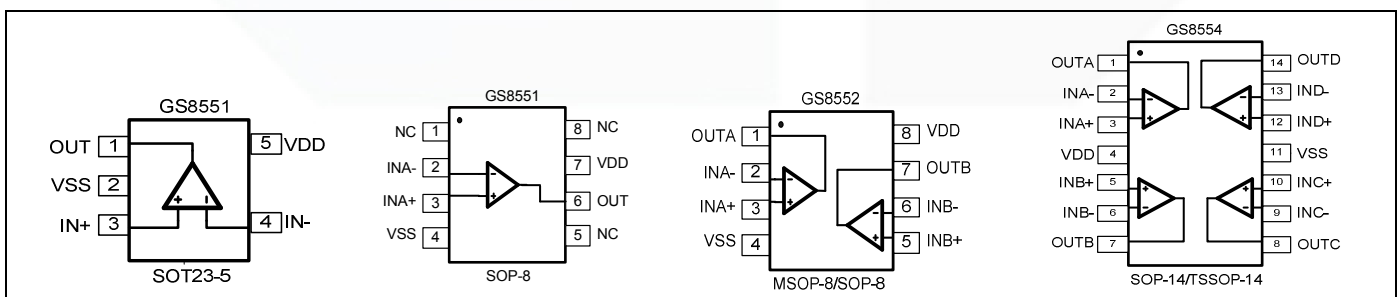 GS8551
OUT 1
5 VDD
VSS 2
IN+ 3
4 IN-
+ -
SOT23-5
GS8551
NC 1
8 NC
INA- 2
7 VDD
INA+ 3
6 OUT
VSS 4
5 NC
-
+
SOP-8
GS8552
OUTA 1
8 VDD
INA- 2
7 OUTB
INA+ 3
6 INB-
VSS 4
5 INB+
-
+
-
+
MSOP-8/SOP-8
GS8554
OUTA 1
14 OUTD
INA- 2
13 IND-
INA+ 3
12 IND+
VDD 4
11 VSS
INB+ 5
10 INC+
INB- 6
9 INC-
OUTB 7
8 OUTC
-
+
-
+
+
-
+
-
SOP-14/TSSOP-14